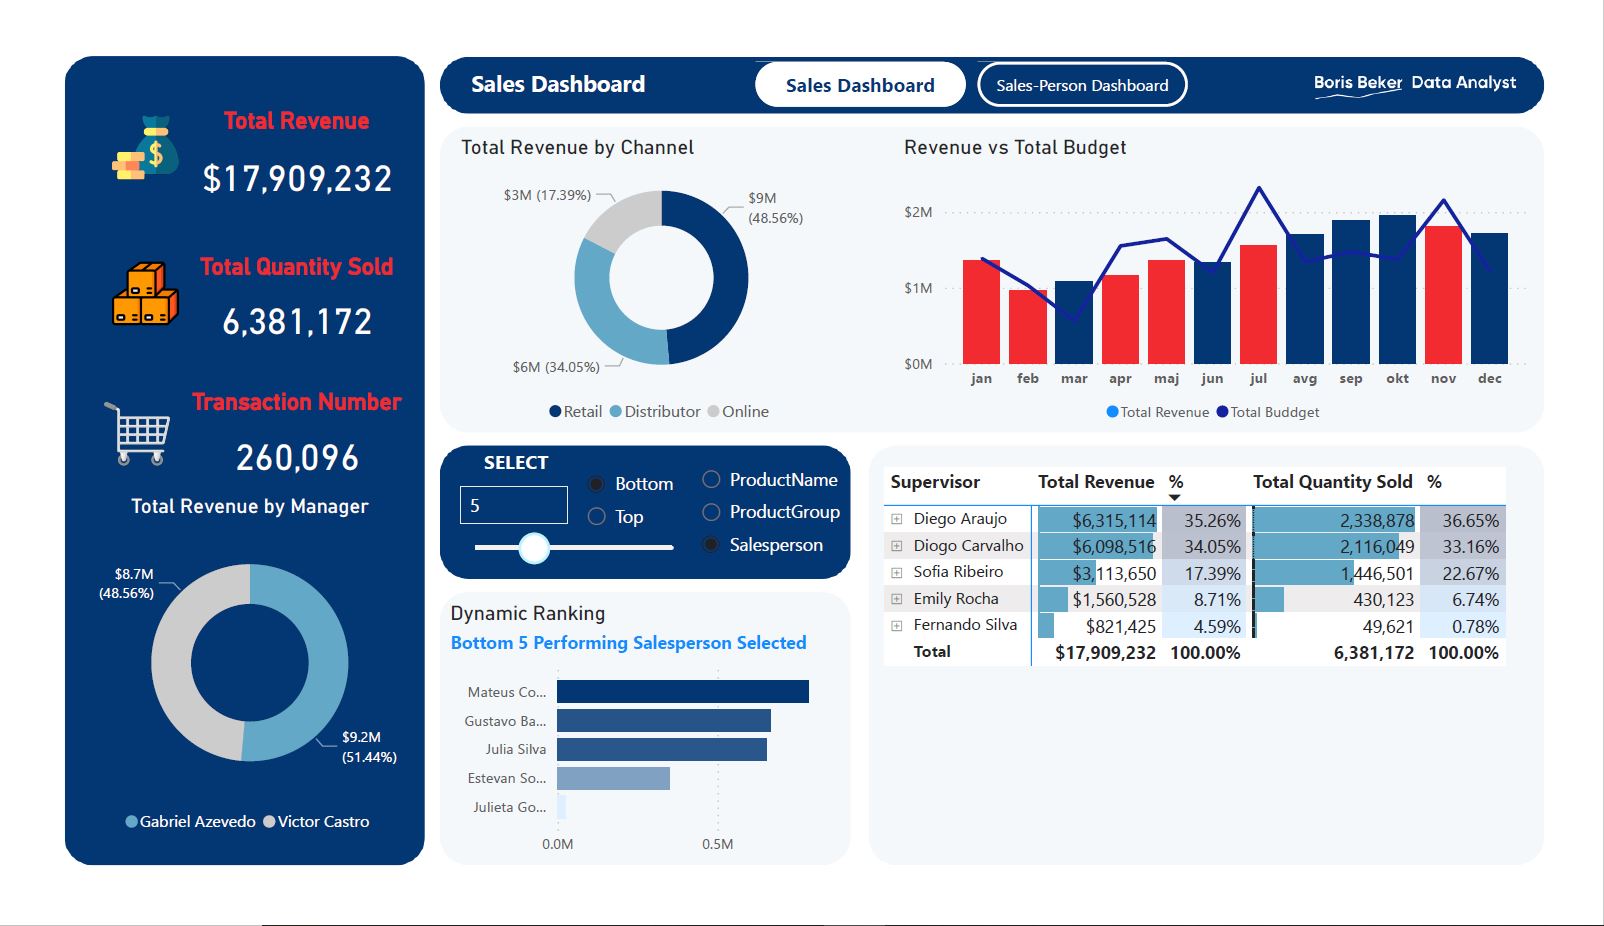 Sales Dashboard
Sales Dashboard
Sales-Person Dashboard
Boris Beker Data Analyst
Total Revenue
$17,909,232
Total Quantity Sold
6,381,172
Transaction Number
260,096
Total Revenue by Manager
$8.7M
(48.56%)
$9.2M
(51.44%)
Gabriel Azevedo Victor Castro
Total Revenue by Channel
$3M (17.39%)
$9M
(48.56%)
$6M (34.05%)
Retail Distributor Online
Revenue vs Total Budget
$2M
$1M
$0M
jan feb mar apr maj jun jul avg sep okt nov dec
Total Revenue Total Buddget
SELECT
5
Bottom
Top
ProductName
ProductGroup
Salesperson
Dynamic Ranking
Bottom 5 Performing Salesperson Selected
Mateus Co...
Gustavo Ba...
Julia Silva
Estevan So...
Julieta Go...
0.0M 0.5M
Supervisor Total Revenue % Total Quantity Sold %
Diego Araujo $6,315,114 35.26% 2,338,878 36.65%
Diogo Carvalho $6,098,516 34.05% 2,116,049 33.16%
Sofia Ribeiro $3,113,650 17.39% 1,446,501 22.67%
Emily Rocha $1,560,528 8.71% 430,123 6.74%
Fernando Silva $821,425 4.59% 49,621 0.78%
Total $17,909,232 100.00% 6,381,172 100.00%